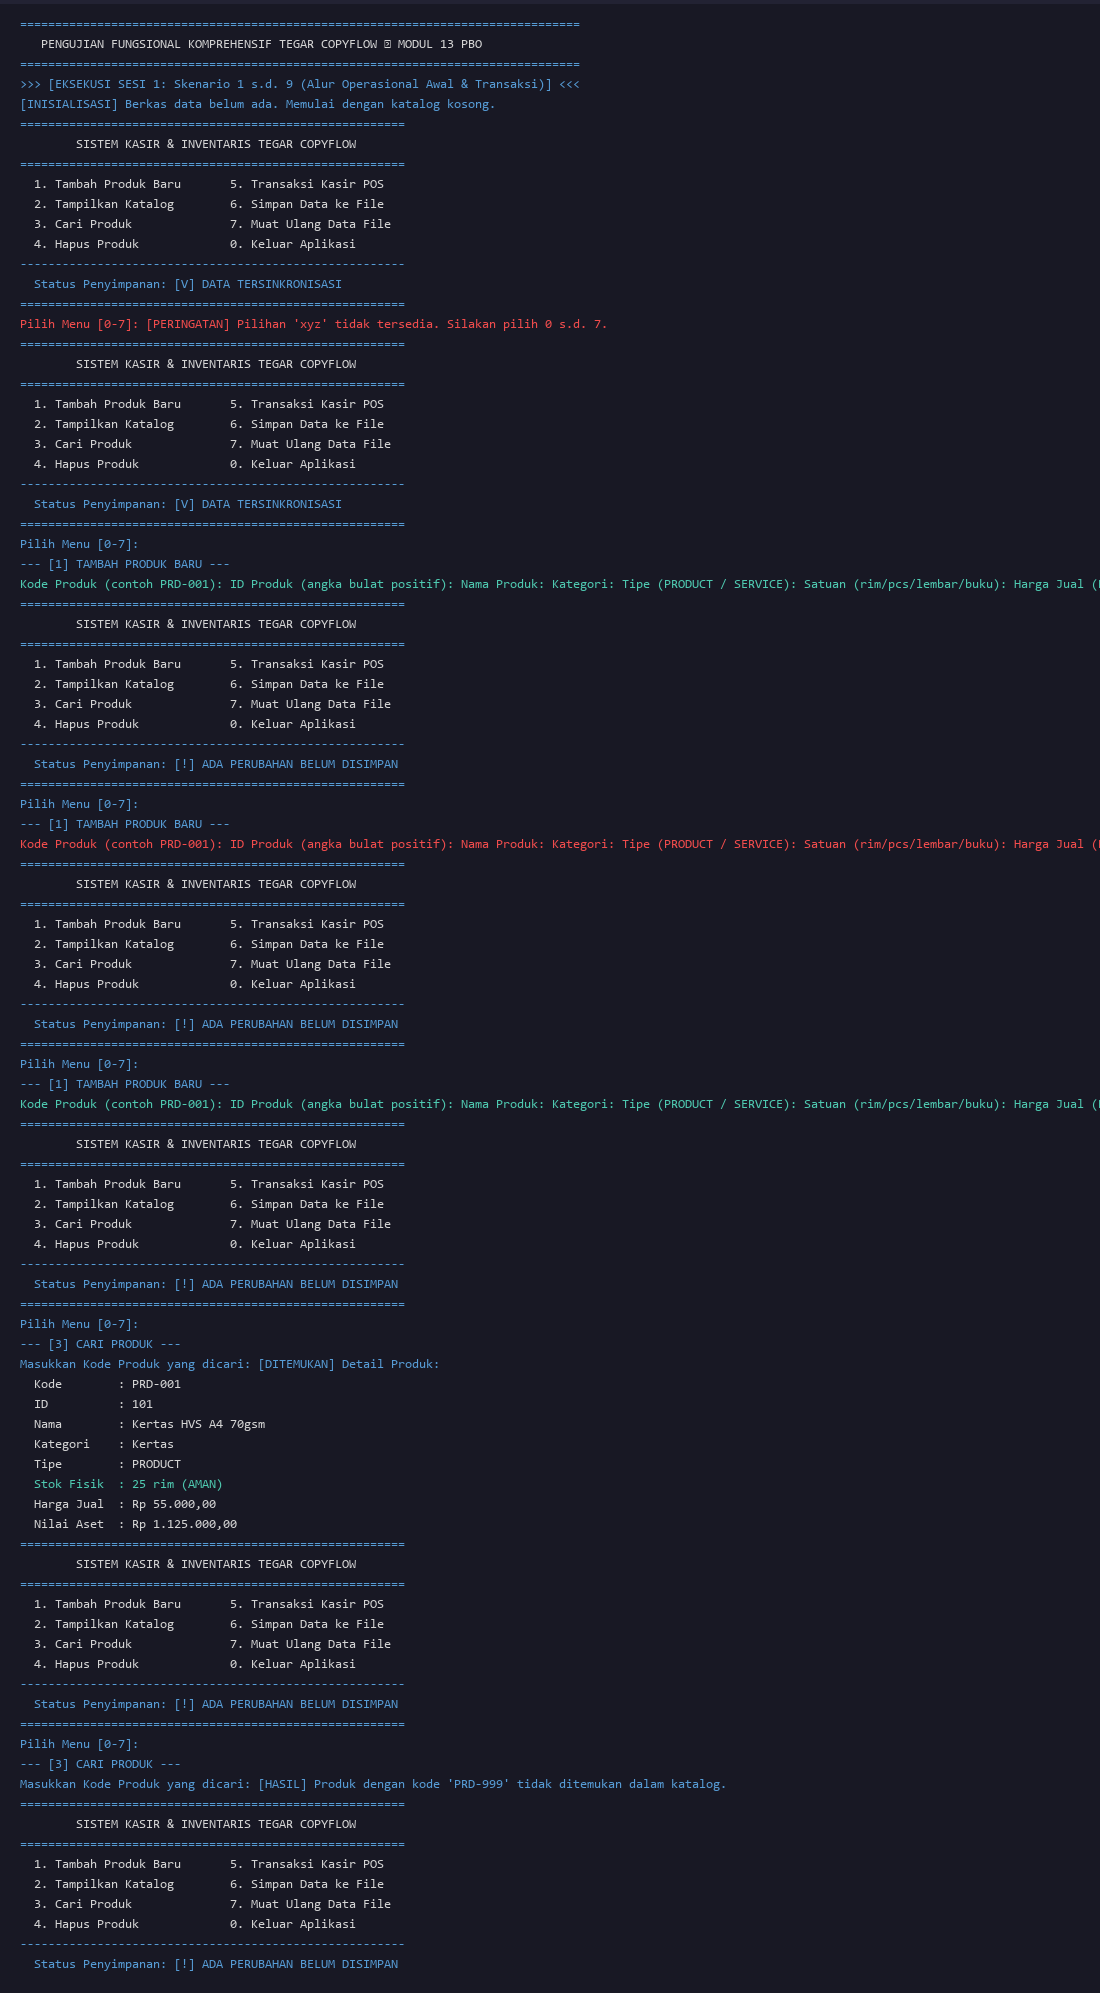 ================================================================================
   PENGUJIAN FUNGSIONAL KOMPREHENSIF TEGAR COPYFLOW  MODUL 13 PBO
================================================================================
>>> [EKSEKUSI SESI 1: Skenario 1 s.d. 9 (Alur Operasional Awal & Transaksi)] <<<
[INISIALISASI] Berkas data belum ada. Memulai dengan katalog kosong.
=======================================================
        SISTEM KASIR & INVENTARIS TEGAR COPYFLOW
=======================================================
  1. Tambah Produk Baru       5. Transaksi Kasir POS
  2. Tampilkan Katalog        6. Simpan Data ke File
  3. Cari Produk              7. Muat Ulang Data File
  4. Hapus Produk             0. Keluar Aplikasi
-------------------------------------------------------
  Status Penyimpanan: [V] DATA TERSINKRONISASI
=======================================================
Pilih Menu [0-7]: [PERINGATAN] Pilihan 'xyz' tidak tersedia. Silakan pilih 0 s.d. 7.
=======================================================
        SISTEM KASIR & INVENTARIS TEGAR COPYFLOW
=======================================================
  1. Tambah Produk Baru       5. Transaksi Kasir POS
  2. Tampilkan Katalog        6. Simpan Data ke File
  3. Cari Produk              7. Muat Ulang Data File
  4. Hapus Produk             0. Keluar Aplikasi
-------------------------------------------------------
  Status Penyimpanan: [V] DATA TERSINKRONISASI
=======================================================
Pilih Menu [0-7]:
--- [1] TAMBAH PRODUK BARU ---
Kode Produk (contoh PRD-001): ID Produk (angka bulat positif): Nama Produk: Kategori: Tipe (PRODUCT / SERVICE): Satuan (rim/pcs/lembar/buku): Harga Jual (
=======================================================
        SISTEM KASIR & INVENTARIS TEGAR COPYFLOW
=======================================================
  1. Tambah Produk Baru       5. Transaksi Kasir POS
  2. Tampilkan Katalog        6. Simpan Data ke File
  3. Cari Produk              7. Muat Ulang Data File
  4. Hapus Produk             0. Keluar Aplikasi
-------------------------------------------------------
  Status Penyimpanan: [!] ADA PERUBAHAN BELUM DISIMPAN
=======================================================
Pilih Menu [0-7]:
--- [1] TAMBAH PRODUK BARU ---
Kode Produk (contoh PRD-001): ID Produk (angka bulat positif): Nama Produk: Kategori: Tipe (PRODUCT / SERVICE): Satuan (rim/pcs/lembar/buku): Harga Jual (
=======================================================
        SISTEM KASIR & INVENTARIS TEGAR COPYFLOW
=======================================================
  1. Tambah Produk Baru       5. Transaksi Kasir POS
  2. Tampilkan Katalog        6. Simpan Data ke File
  3. Cari Produk              7. Muat Ulang Data File
  4. Hapus Produk             0. Keluar Aplikasi
-------------------------------------------------------
  Status Penyimpanan: [!] ADA PERUBAHAN BELUM DISIMPAN
=======================================================
Pilih Menu [0-7]:
--- [1] TAMBAH PRODUK BARU ---
Kode Produk (contoh PRD-001): ID Produk (angka bulat positif): Nama Produk: Kategori: Tipe (PRODUCT / SERVICE): Satuan (rim/pcs/lembar/buku): Harga Jual (
=======================================================
        SISTEM KASIR & INVENTARIS TEGAR COPYFLOW
=======================================================
  1. Tambah Produk Baru       5. Transaksi Kasir POS
  2. Tampilkan Katalog        6. Simpan Data ke File
  3. Cari Produk              7. Muat Ulang Data File
  4. Hapus Produk             0. Keluar Aplikasi
-------------------------------------------------------
  Status Penyimpanan: [!] ADA PERUBAHAN BELUM DISIMPAN
=======================================================
Pilih Menu [0-7]:
--- [3] CARI PRODUK ---
Masukkan Kode Produk yang dicari: [DITEMUKAN] Detail Produk:
  Kode        : PRD-001
  ID          : 101
  Nama        : Kertas HVS A4 70gsm
  Kategori    : Kertas
  Tipe        : PRODUCT
  Stok Fisik  : 25 rim (AMAN)
  Harga Jual  : Rp 55.000,00
  Nilai Aset  : Rp 1.125.000,00
=======================================================
        SISTEM KASIR & INVENTARIS TEGAR COPYFLOW
=======================================================
  1. Tambah Produk Baru       5. Transaksi Kasir POS
  2. Tampilkan Katalog        6. Simpan Data ke File
  3. Cari Produk              7. Muat Ulang Data File
  4. Hapus Produk             0. Keluar Aplikasi
-------------------------------------------------------
  Status Penyimpanan: [!] ADA PERUBAHAN BELUM DISIMPAN
=======================================================
Pilih Menu [0-7]:
--- [3] CARI PRODUK ---
Masukkan Kode Produk yang dicari: [HASIL] Produk dengan kode 'PRD-999' tidak ditemukan dalam katalog.
=======================================================
        SISTEM KASIR & INVENTARIS TEGAR COPYFLOW
=======================================================
  1. Tambah Produk Baru       5. Transaksi Kasir POS
  2. Tampilkan Katalog        6. Simpan Data ke File
  3. Cari Produk              7. Muat Ulang Data File
  4. Hapus Produk             0. Keluar Aplikasi
-------------------------------------------------------
  Status Penyimpanan: [!] ADA PERUBAHAN BELUM DISIMPAN